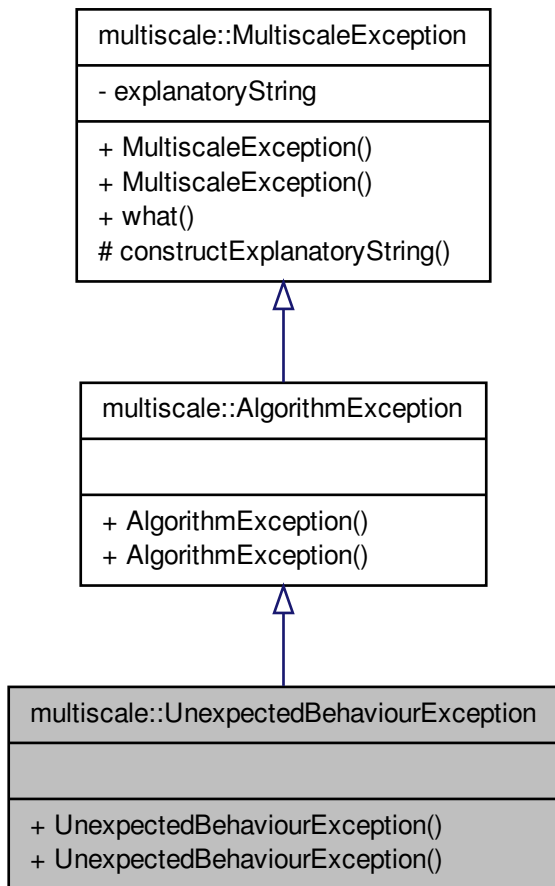 multiscale::MultiscaleException
- explanatoryString
+ MultiscaleException()
+ MultiscaleException()
+ what()
# constructExplanatoryString()
multiscale::AlgorithmException
+ AlgorithmException()
+ AlgorithmException()
multiscale::UnexpectedBehaviourException
+ UnexpectedBehaviourException()
+ UnexpectedBehaviourException()